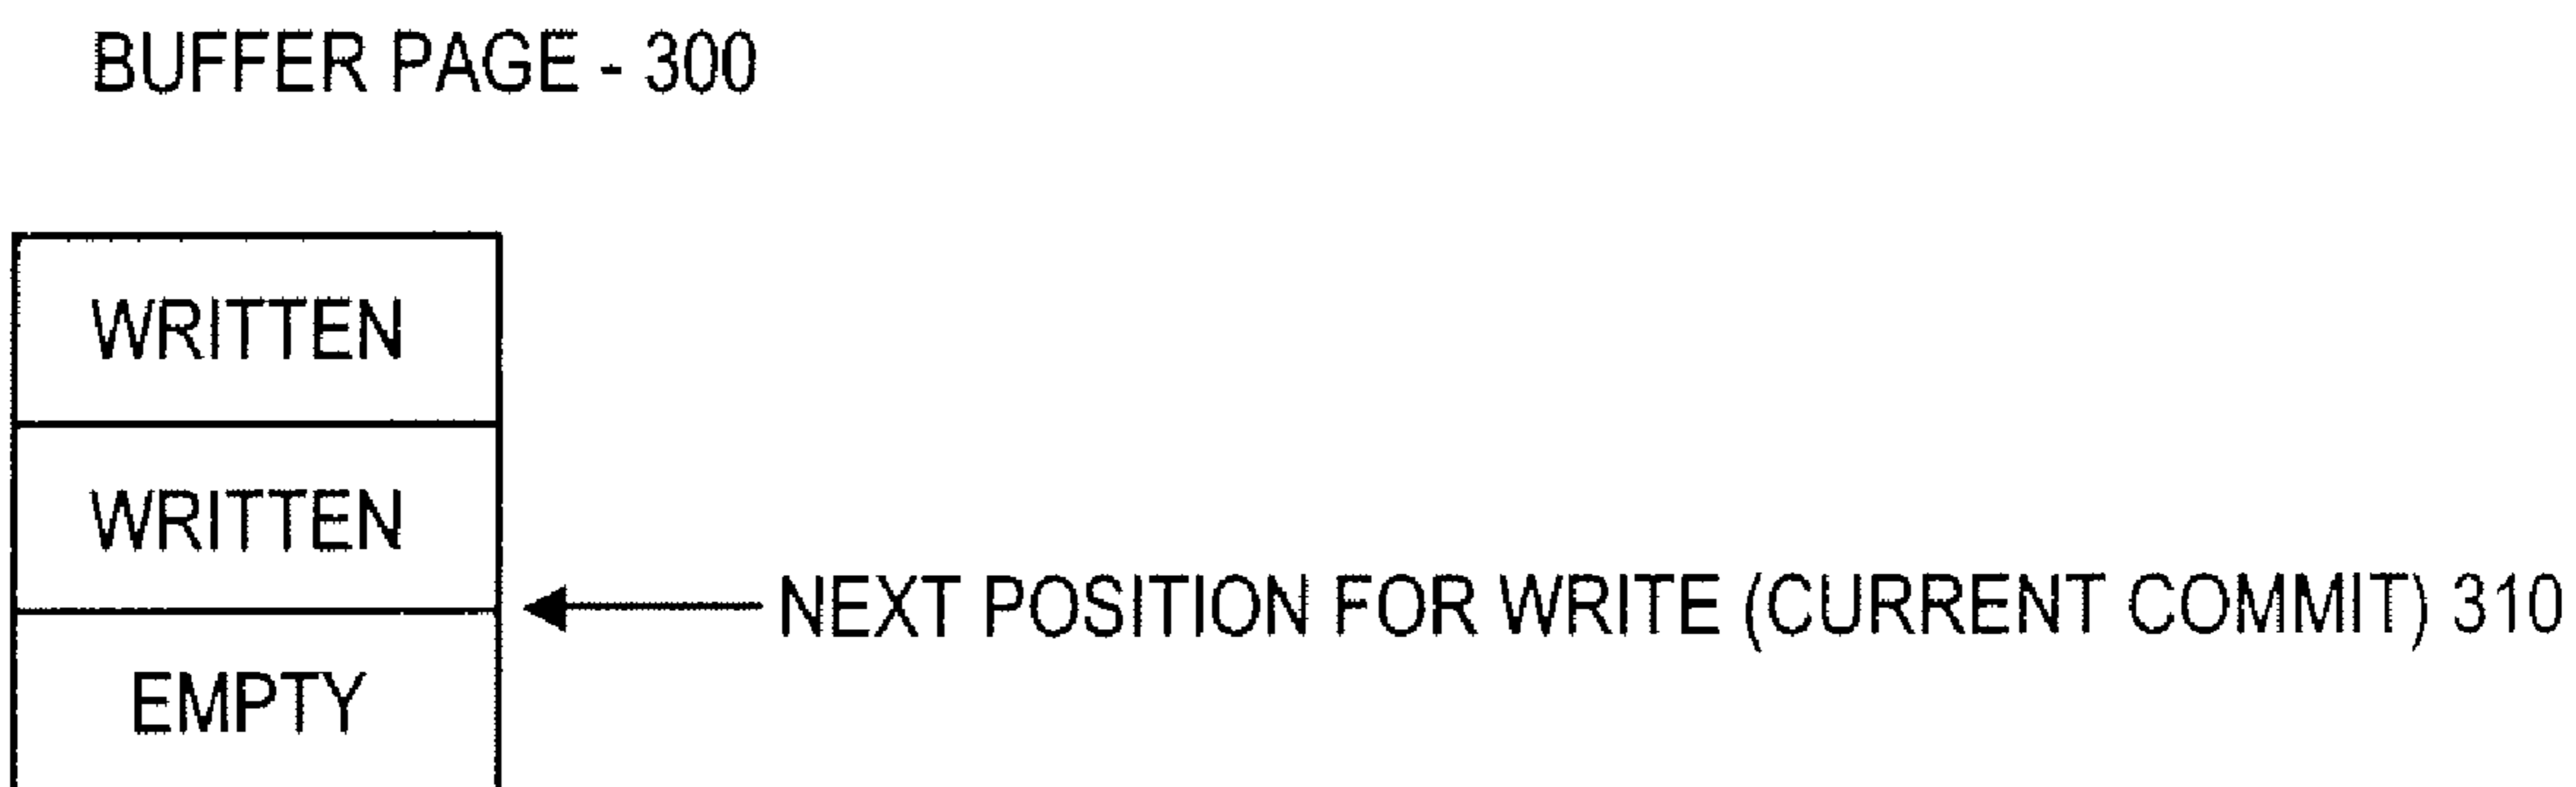 BUFFER PAGE - 300
WRITTEN
WRITTEN
NEXT POSITION FOR WRITE (CURRENT COMMIT) 310
EMPTY